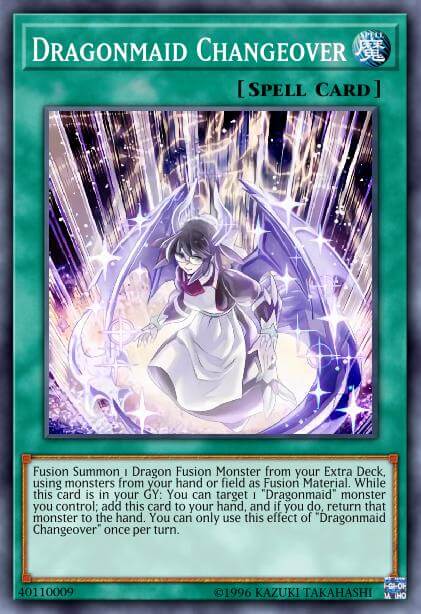 DRAGONMAID CHANGEOVER
SPELL
魔
[SPELL CARD]
Fusion Summon 1 Dragon Fusion Monster from your Extra Deck,
using monsters from your hand or field as Fusion Material. While
this card is in your GY: You can target 1 "Dragonmaid" monster
you control; add this card to your hand, and if you do, return that
monster to the hand. You can only use this effect of "Dragonmaid
Changeover" once per turn.
40110009
©1996 KAZUKI TAKAHASHI